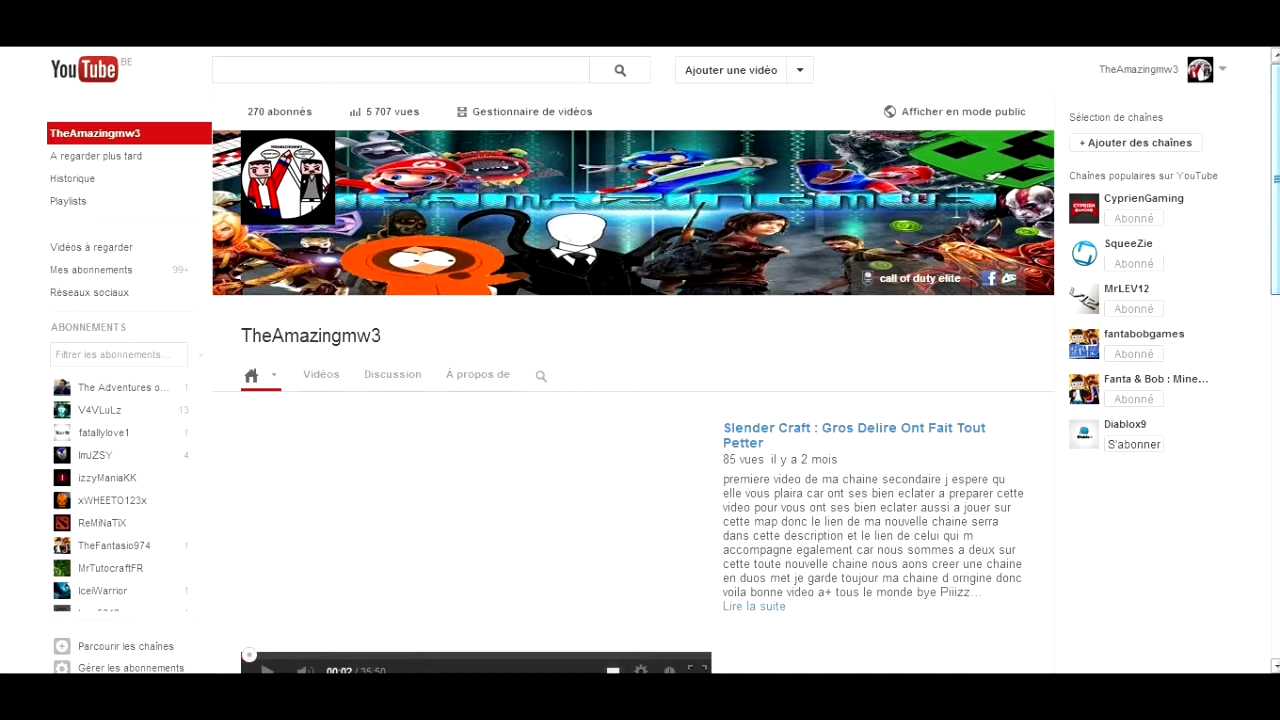 YouTube BE
Ajouter une vidéo
TheAmazingmw3
270 abonnés
5 707 vues
Gestionnaire de vidéos
Afficher en mode public
TheAmazingmw3
A regarder plus tard
Historique
Playlists
Vidéos à regarder
Mes abonnements 99+
Réseaux sociaux
ABONNEMENTS
Filtrer les abonnements...
The Adventures o... 1
V4VLuLz 13
fatallylove1 1
ImJZSY 4
izzyManiaKK
xWHEETO123x
ReMiNaTiX
TheFantasio974 1
MrTutocraftFR
IceiWarrior 1
Parcourir les chaînes
Gérer les abonnements
call of duty elite
TheAmazingmw3
Vidéos
Discussion
À propos de
Slender Craft : Gros Delire Ont Fait Tout
Petter
85 vues il y a 2 mois
premiere video de ma chaine secondaire j espere qu
elle vous plaira car ont ses bien eclater a preparer cette
video pour vous ont ses bien eclater aussi a jouer sur
cette map donc le lien de ma nouvelle chaine serra
dans cette description et le lien de celui qui m
accompagne egalement car nous sommes a deux sur
cette toute nouvelle chaine nous aons creer une chaine
en duos met je garde toujour ma chaine d orrigine donc
voila bonne video a+ tous le monde bye Piiizz...
Lire la suite
00:02 / 35:50
Sélection de chaînes
+ Ajouter des chaînes
Chaînes populaires sur YouTube
CyprienGaming
Abonné
SqueeZie
Abonné
MrLEV12
Abonné
fantabobgames
Abonné
Fanta & Bob : Mine...
Abonné
Diablox9
S'abonner